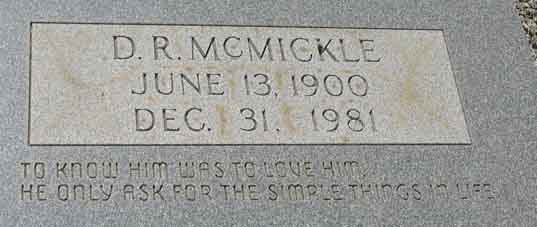 D. R. MCMICKLE
JUNE 13, 1900
DEC. 31, 1981
TO KNOW HIM WAS TO LOVE HIM,
HE ONLY ASK FOR THE SIMPLE THINGS IN LIFE